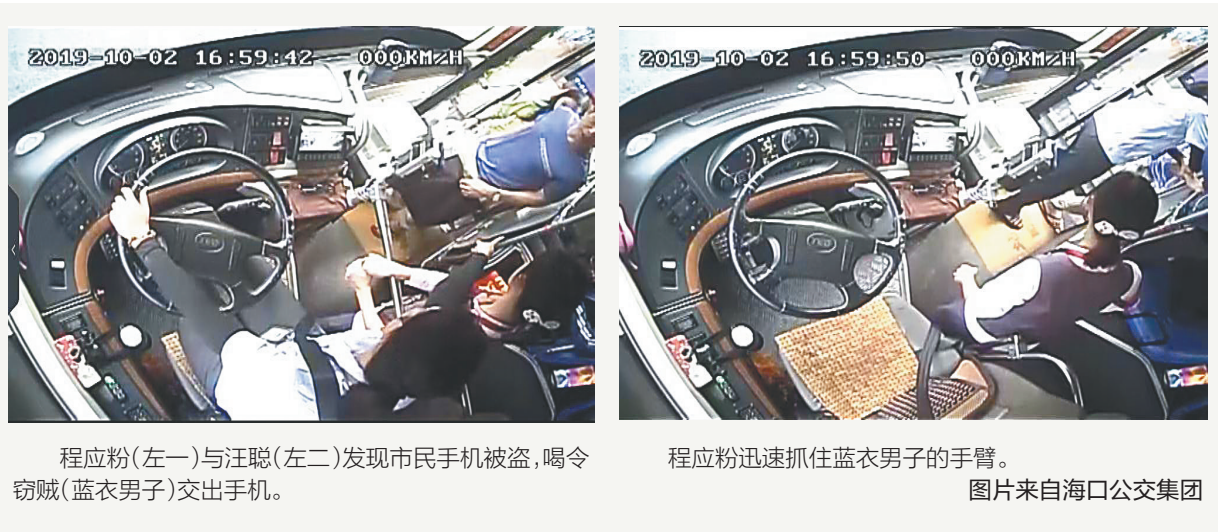 2019-10-02 16:59:42 000KM/H
2019-10-02 16:59:50 000KM/H
程应粉(左一)与汪聪(左二)发现市民手机被盗,喝令
窃贼(蓝衣男子)交出手机。
程应粉迅速抓住蓝衣男子的手臂。
图片来自海口公交集团